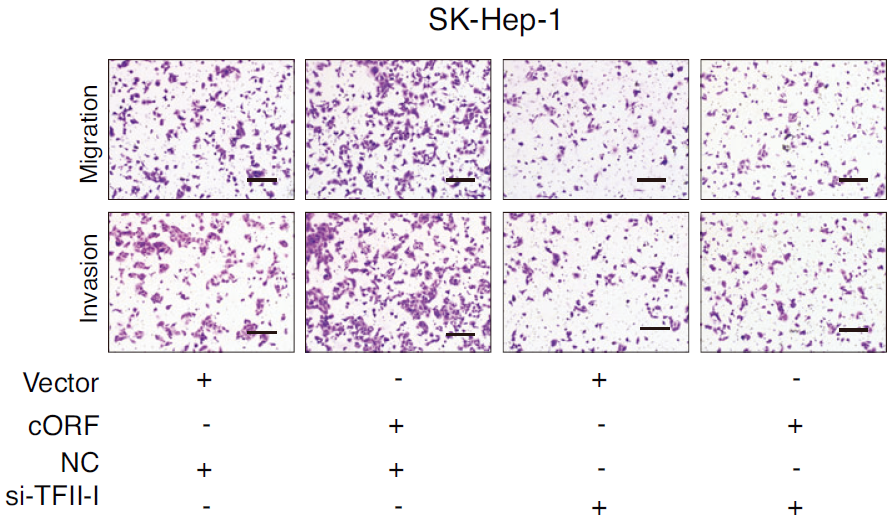 SK-Hep-1
Migration
Invasion
Vector + - + -
cORF - + - +
NC + + - -
si-TFII-I - - + +